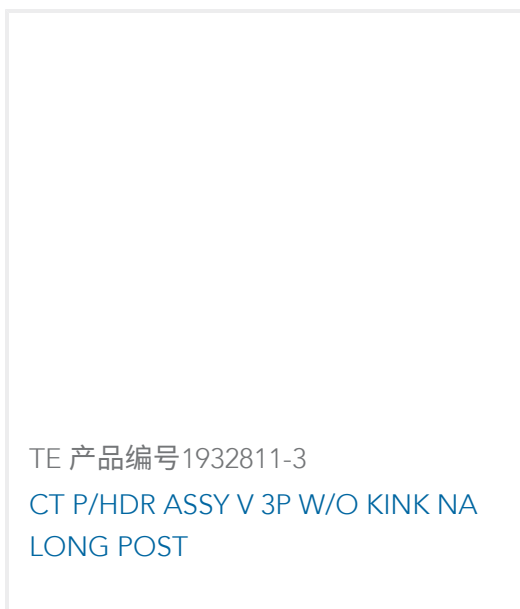 TE 产品编号1932811-3
CT P/HDR ASSY V 3P W/O KINK NA
LONG POST